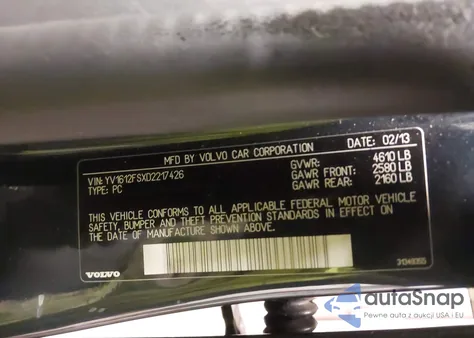 MFD BY VOLVO CAR CORPORATION DATE: 02/13
VIN: YV1612FSXD2217426 GVWR: 4610 LB
TYPE: PC GAWR FRONT: 2580 LB
GAWR REAR: 2160 LB
THIS VEHICLE CONFORMS TO ALL APPLICABLE FEDERAL MOTOR VEHICLE
SAFETY, BUMPER AND THEFT PREVENTION STANDARDS IN EFFECT ON
THE DATE OF MANUFACTURE SHOWN ABOVE.
VOLVO 31348355
autoSnap
Pewne auta z aukcji USA i EU